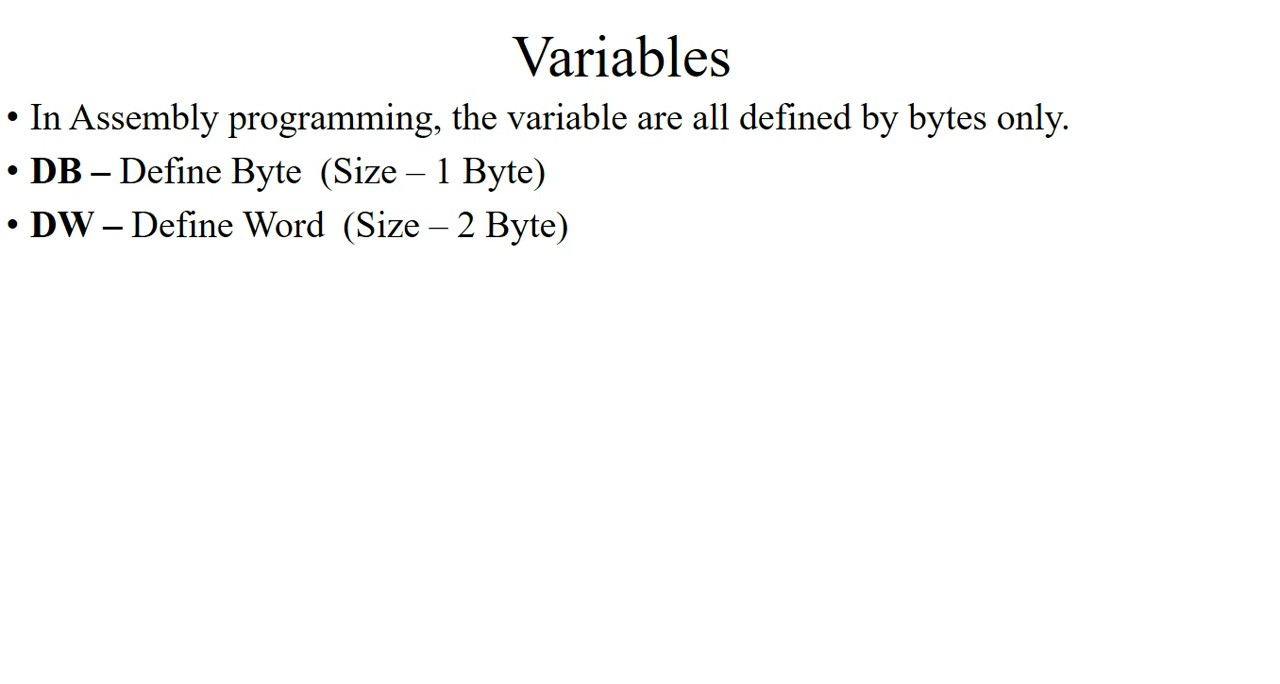 Variables
• In Assembly programming, the variable are all defined by bytes only.
• DB – Define Byte (Size – 1 Byte)
• DW – Define Word (Size – 2 Byte)